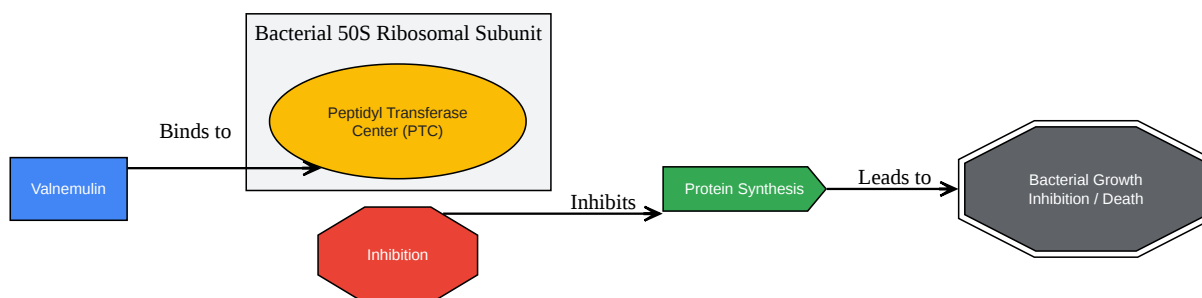 Bacterial 50S Ribosomal Subunit
Peptidyl Transferase
Center (PTC)
Binds to
Valnemulin
Inhibits
Inhibition
Protein Synthesis
Leads to
Bacterial Growth
Inhibition / Death